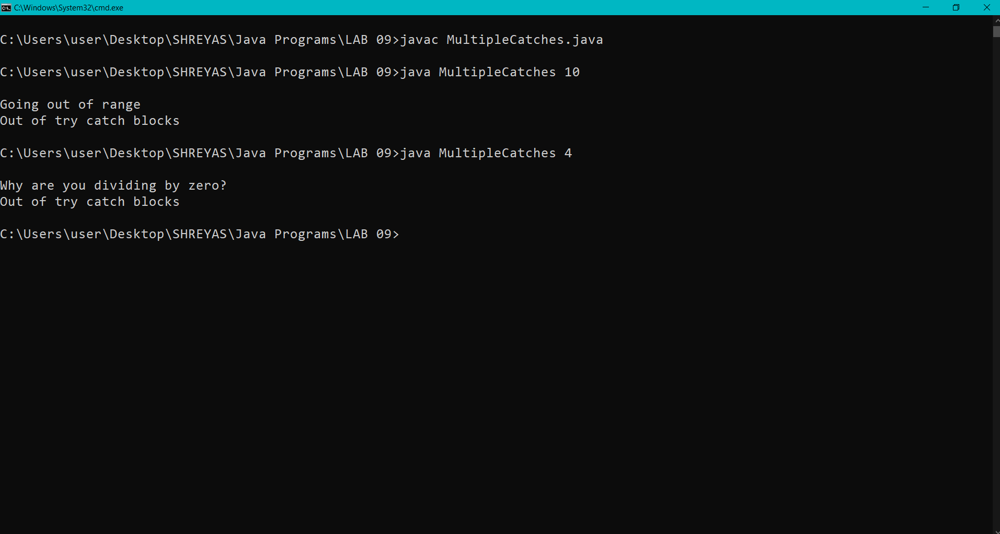 C:\Windows\System32\cmd.exe
C:\Users\user\Desktop\SHREYAS\Java Programs\LAB 09>javac MultipleCatches.java
C:\Users\user\Desktop\SHREYAS\Java Programs\LAB 09>java MultipleCatches 10
Going out of range
Out of try catch blocks
C:\Users\user\Desktop\SHREYAS\Java Programs\LAB 09>java MultipleCatches 4
Why are you dividing by zero?
Out of try catch blocks
C:\Users\user\Desktop\SHREYAS\Java Programs\LAB 09>